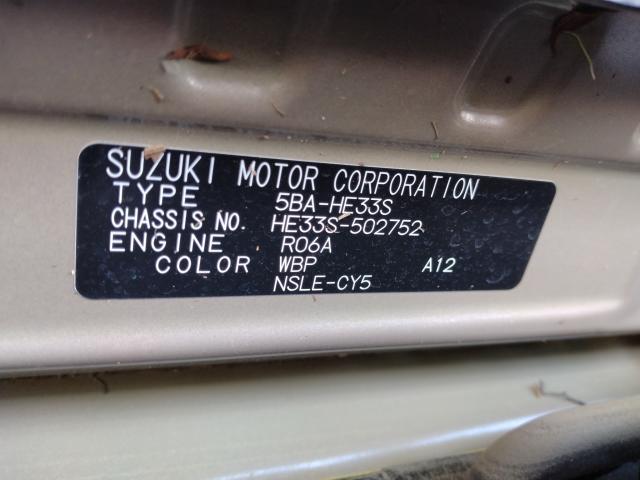 SUZUKI MOTOR CORPORATION
TYPE 5BA-HE33S
CHASSIS NO. HE33S-502752
ENGINE R06A
COLOR WBP A12
NSLE-CY5